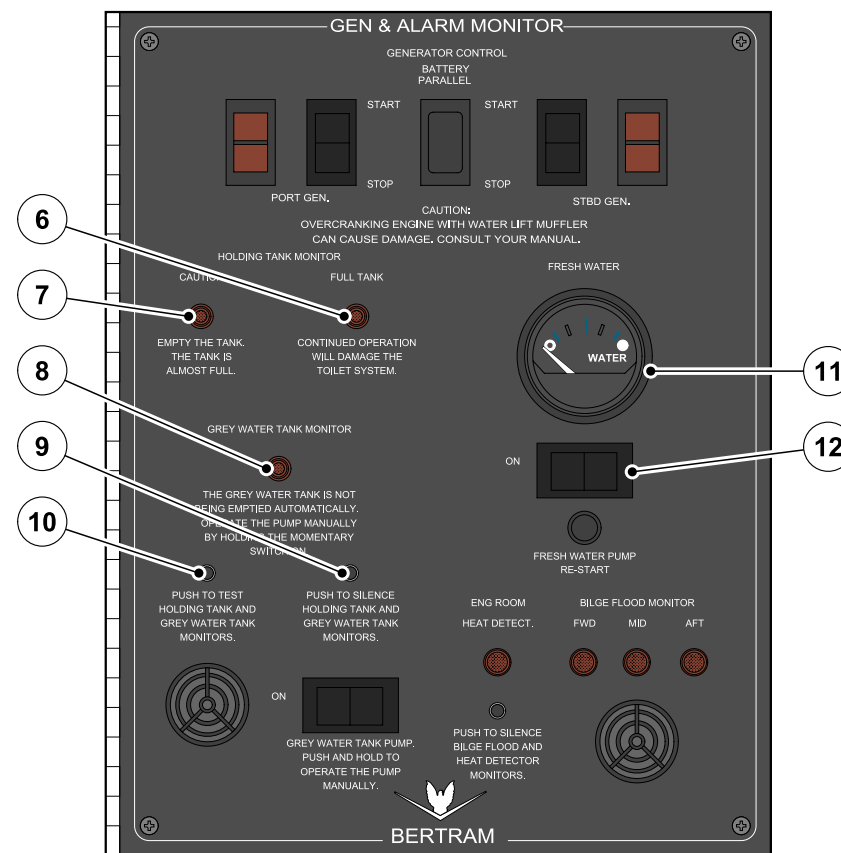 GEN & ALARM MONITOR
GENERATOR CONTROL
BATTERY
PARALLEL
START
START
STOP
STOP
PORT GEN.
STBD GEN.
CAUTION:
OVERCRANKING ENGINE WITH WATER LIFT MUFFLER
CAN CAUSE DAMAGE. CONSULT YOUR MANUAL.
6
HOLDING TANK MONITOR
CAUTION
FULL TANK
FRESH WATER
7
EMPTY THE TANK.
THE TANK IS
ALMOST FULL.
CONTINUED OPERATION
WILL DAMAGE THE
TOILET SYSTEM.
WATER
11
8
GREY WATER TANK MONITOR
9
ON
12
THE GREY WATER TANK IS NOT
BEING EMPTIED AUTOMATICALLY.
OPERATE THE PUMP MANUALLY
BY HOLDING THE MOMENTARY
SWITCH ON.
10
FRESH WATER PUMP
RE-START
PUSH TO TEST
HOLDING TANK AND
GREY WATER TANK
MONITORS.
PUSH TO SILENCE
HOLDING TANK AND
GREY WATER TANK
MONITORS.
ENG ROOM
HEAT DETECT.
BILGE FLOOD MONITOR
FWD
MID
AFT
ON
GREY WATER TANK PUMP.
PUSH AND HOLD TO
OPERATE THE PUMP
MANUALLY.
PUSH TO SILENCE
BILGE FLOOD AND
HEAT DETECTOR
MONITORS.
BERTRAM